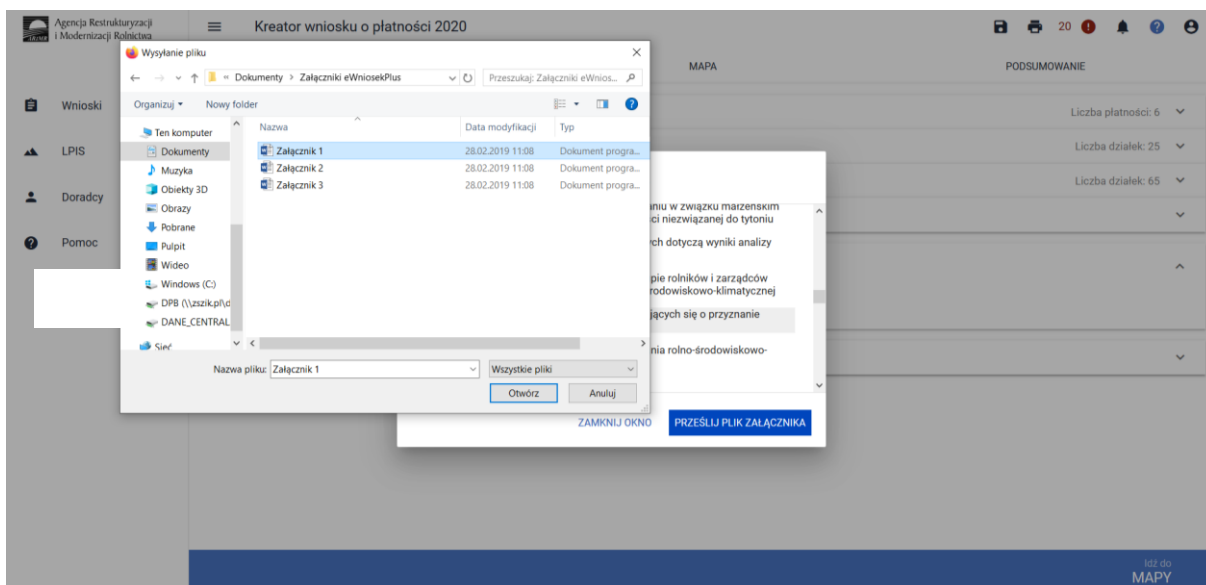 Agencja Restrukturyzacji
i Modernizacji Rolnictwa
Kreator wniosku o płatności 2020
20
MAPA
PODSUMOWANIE
Wnioski
LPIS
Doradcy
Pomoc
Liczba płatności: 6
Liczba działek: 25
Liczba działek: 65
Wysyłanie pliku
« Dokumenty > Załączniki eWniosekPlus
Przeszukaj: Załączniki eWnios...
Organizuj
Nowy folder
Ten komputer
Dokumenty
Muzyka
Obiekty 3D
Obrazy
Pobrane
Pulpit
Wideo
Windows (C:)
DPB (\\zszik.pl\d
DANE_CENTRAL
Sieć
Nazwa Data modyfikacji Typ
Załącznik 1 28.02.2019 11:08 Dokument progra...
Załącznik 2 28.02.2019 11:08 Dokument progra...
Załącznik 3 28.02.2019 11:08 Dokument progra...
Nazwa pliku: Załącznik 1
Wszystkie pliki
Otwórz
Anuluj
w związku małżeńskim
niezwiązanej do tytoniu
dotyczą wyniki analizy
rolników i zarządców
rodowiskowo-klimatycznej
jących się o przyznanie
nia rolno-środowiskowo-
ZAMKNIJ OKNO
PRZEŚLIJ PLIK ZAŁĄCZNIKA
Idź do
MAPY